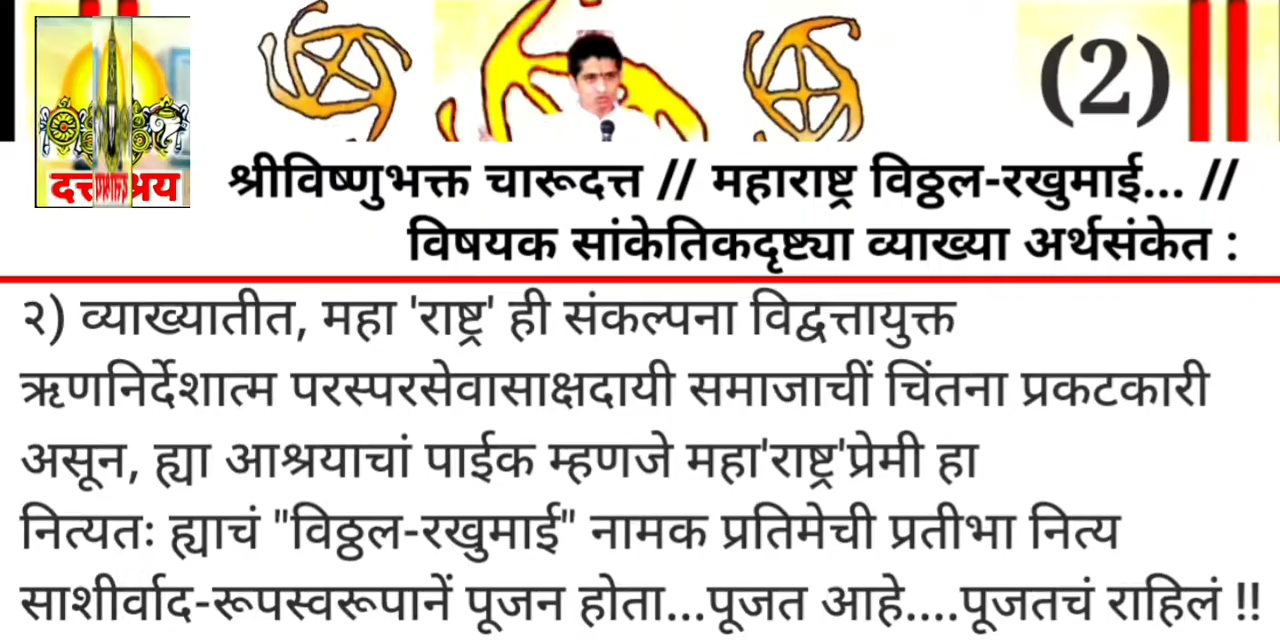 (2)
दत्त
श्रय
श्रीविष्णुभक्त चारूदत्त // महाराष्ट्र विठ्ठल-रखुमाई... //
विषयक सांकेतिकदृष्ट्या व्याख्या अर्थसंकेत :
२) व्याख्यातीत, महा 'राष्ट्र' ही संकल्पना विद्वत्तायुक्त
ऋणनिर्देशात्म परस्परसेवासाक्षदायी समाजाचीं चिंतना प्रकटकारी
असून, ह्या आश्रयाचां पाईक म्हणजे महा'राष्ट्र'प्रेमी हा
नित्यतः ह्याचं "विठ्ठल-रखुमाई" नामक प्रतिमेची प्रतीभा नित्य
साशीर्वाद-रूपस्वरूपानें पूजन होता...पूजत आहे....पूजतचं राहिलं !!